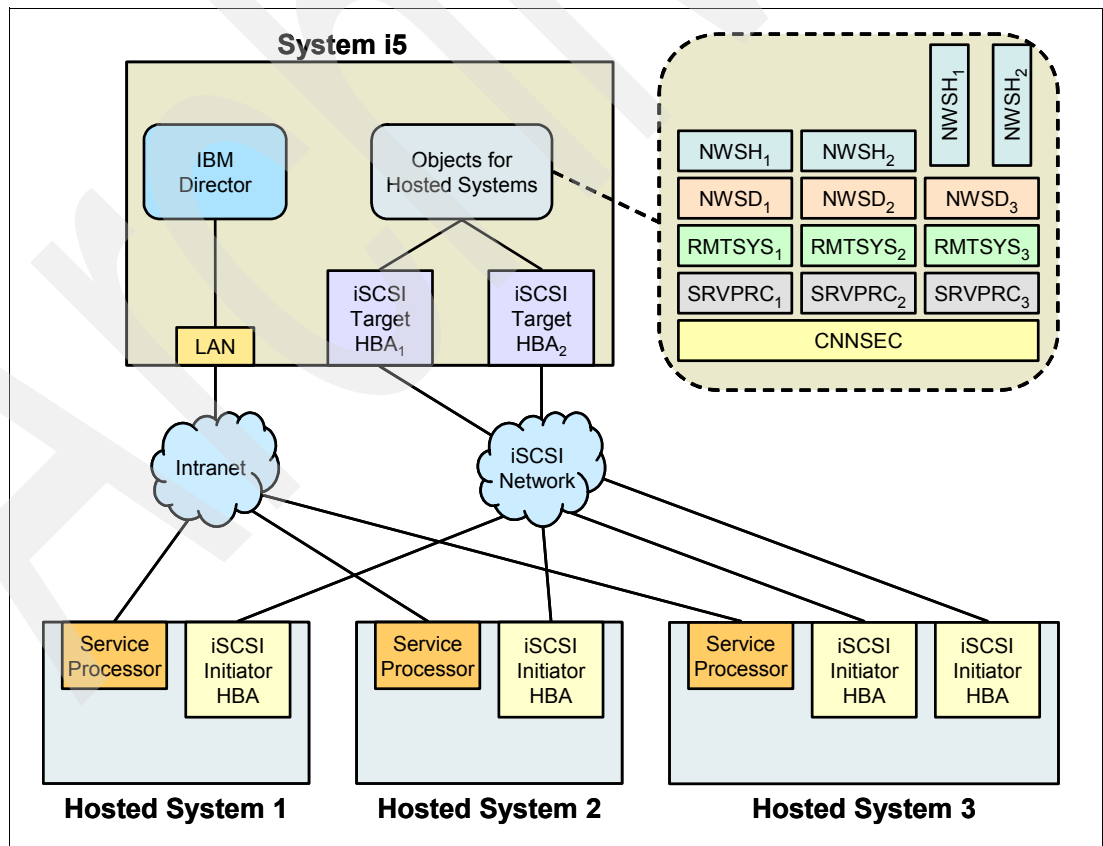 System i5
IBM
Director
Objects for
Hosted Systems
iSCSI
Target
HBA1
iSCSI
Target
HBA2
LAN
NWSH1
NWSH2
NWSH1
NWSH2
NWSD1
NWSD2
NWSD3
RMTSYS1
RMTSYS2
RMTSYS3
SRVPRC1
SRVPRC2
SRVPRC3
CNNSEC
Intranet
iSCSI
Network
Service
Processor
iSCSI
Initiator
HBA
Service
Processor
iSCSI
Initiator
HBA
Service
Processor
iSCSI
Initiator
HBA
iSCSI
Initiator
HBA
Hosted System 1
Hosted System 2
Hosted System 3